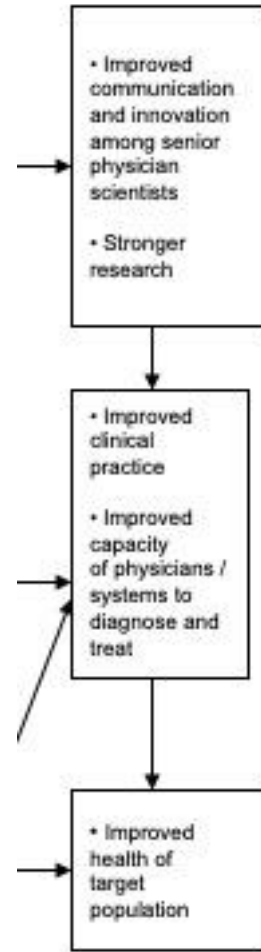 • Improved
communication
and innovation
among senior
physician
scientists
• Stronger
research
• Improved
clinical
practice
• Improved
capacity
of physicians /
systems to
diagnose and
treat
• Improved
health of
target
population